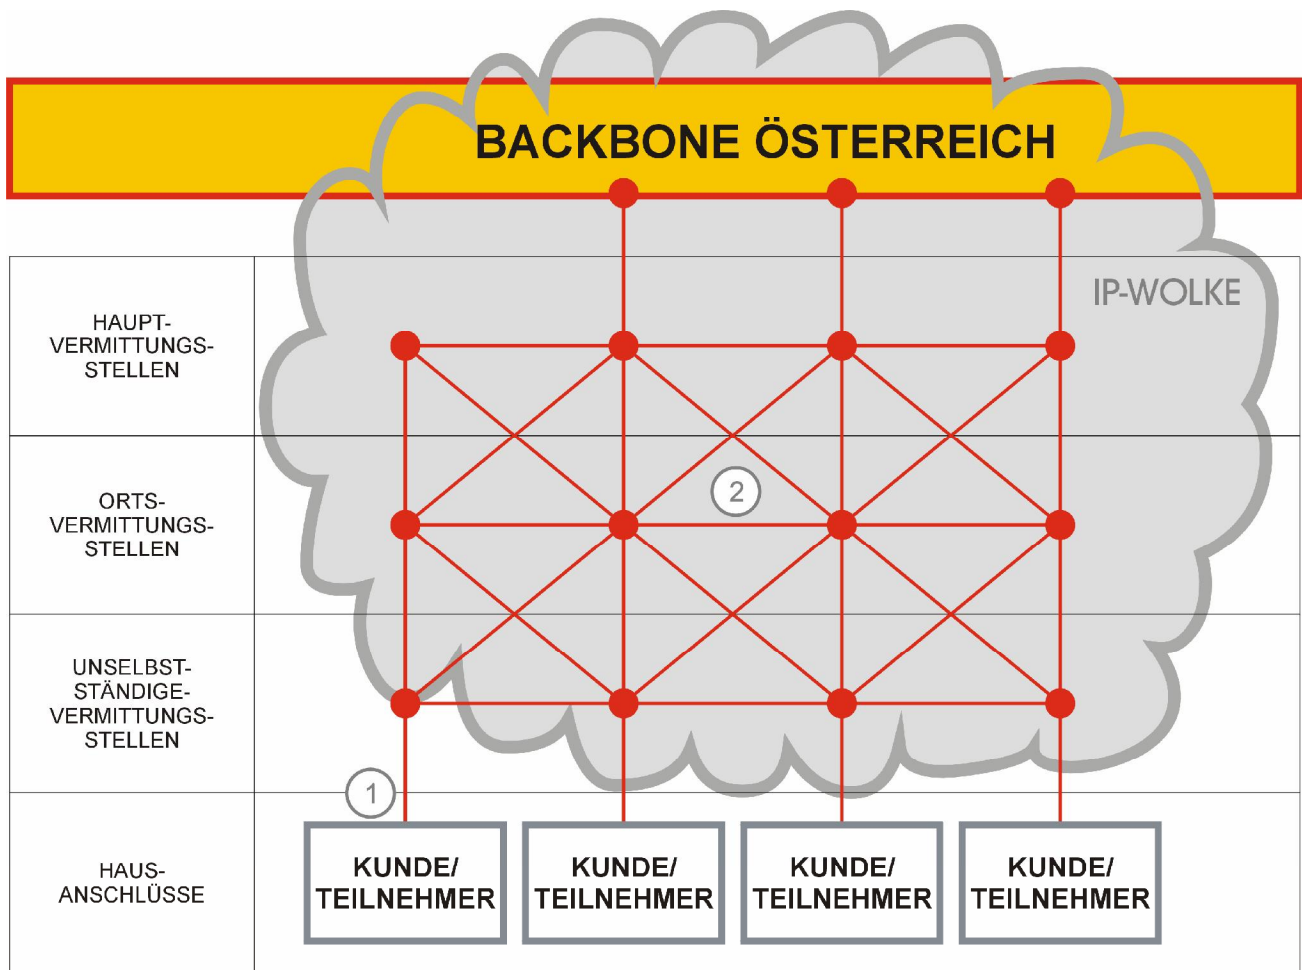 BACKBONE ÖSTERREICH
IP-WOLKE
HAUPT-
VERMITTUNGS-
STELLEN
ORTS-
VERMITTUNGS-
STELLEN
2
UNSELBST-
STÄNDIGE-
VERMITTUNGS-
STELLEN
1
HAUS-
ANSCHLÜSSE
KUNDE/
TEILNEHMER
KUNDE/
TEILNEHMER
KUNDE/
TEILNEHMER
KUNDE/
TEILNEHMER